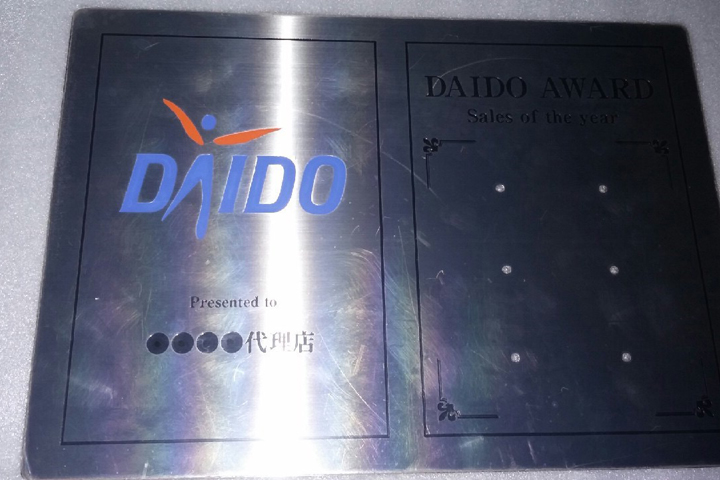 DAIDO
Presented to
●●●●代理店
DAIDO AWARD
Sales of the year